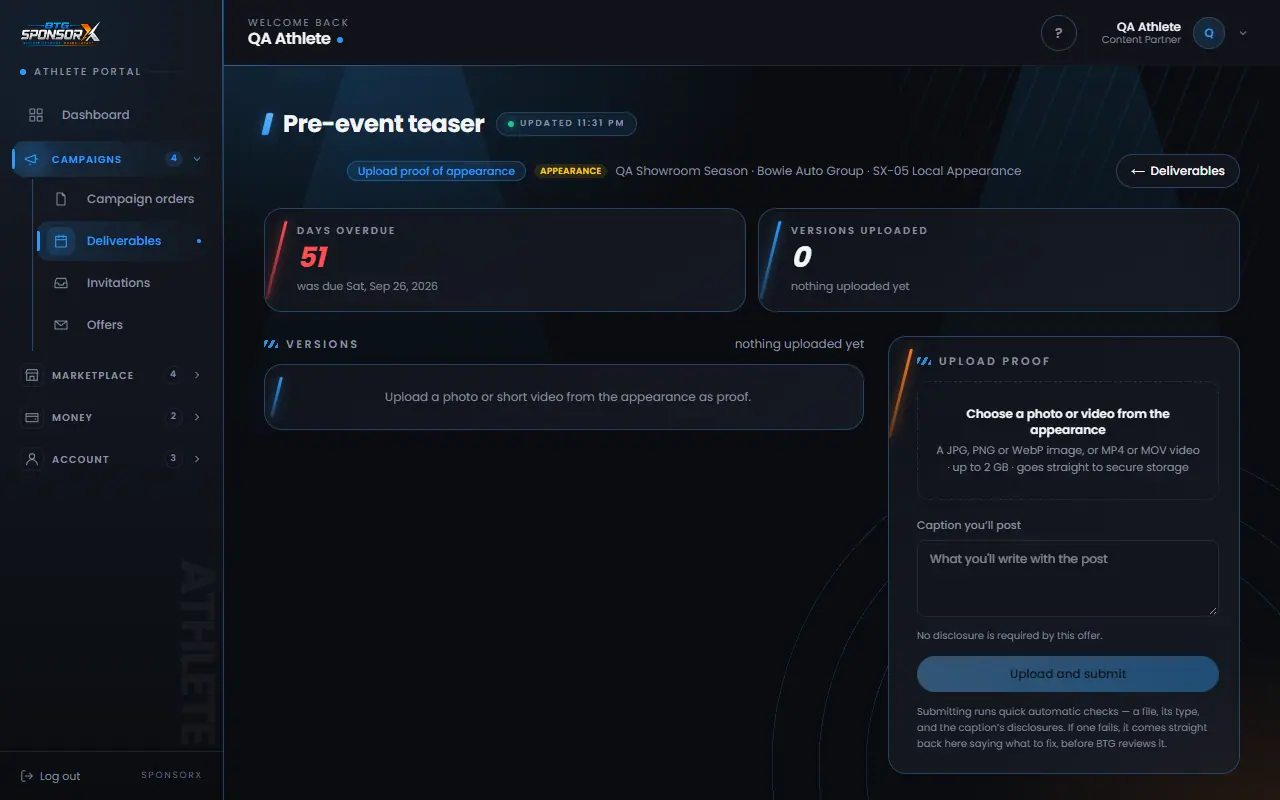 BTG
SPONSORX
ATHLETE PORTAL
Dashboard
CAMPAIGNS 4
Campaign orders
Deliverables
Invitations
Offers
MARKETPLACE 4
MONEY 2
ACCOUNT 3
ATHLETE
Log out
SPONSORX
WELCOME BACK
QA Athlete
?
QA Athlete
Content Partner
Q
Pre-event teaser
UPDATED 11:31 PM
Upload proof of appearance
APPEARANCE
QA Showroom Season · Bowie Auto Group · SX-05 Local Appearance
← Deliverables
DAYS OVERDUE
51
was due Sat, Sep 26, 2026
VERSIONS UPLOADED
0
nothing uploaded yet
VERSIONS
nothing uploaded yet
Upload a photo or short video from the appearance as proof.
UPLOAD PROOF
Choose a photo or video from the
appearance
A JPG, PNG or WebP image, or MP4 or MOV video
· up to 2 GB · goes straight to secure storage
Caption you'll post
What you'll write with the post
No disclosure is required by this offer.
Upload and submit
Submitting runs quick automatic checks — a file, its type,
and the caption's disclosures. If one fails, it comes straight
back here saying what to fix, before BTG reviews it.